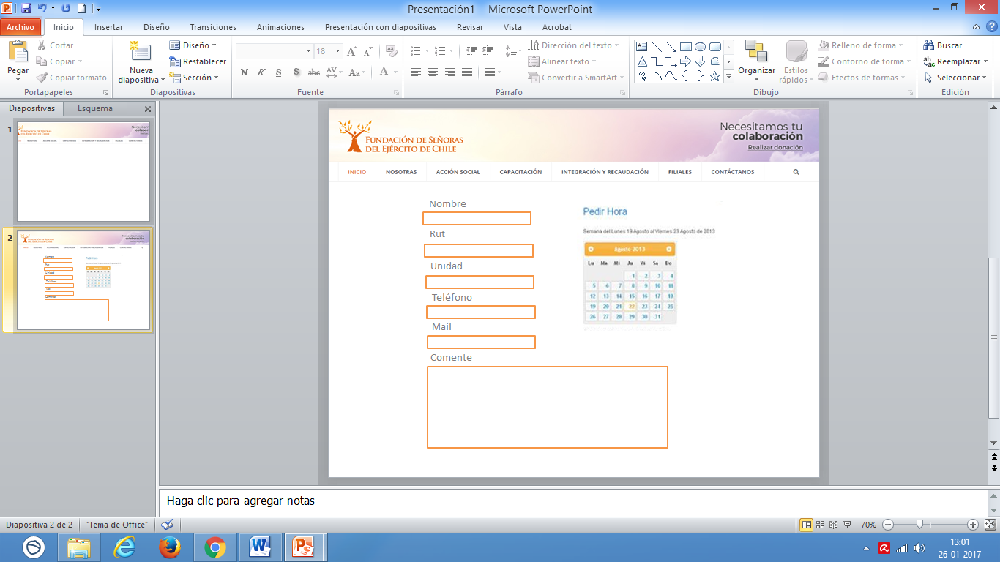 Presentación1 - Microsoft PowerPoint
Archivo Inicio Insertar Diseño Transiciones Animaciones Presentación con diapositivas Revisar Vista Acrobat
Pegar
Cortar
Copiar
Copiar formato
Portapapeles
Nueva diapositiva
Diseño
Restablecer
Sección
Diapositivas
18
N K S S abc AV Aa A
Fuente
Dirección del texto
Alinear texto
Convertir a SmartArt
Párrafo
Organizar
Estilos rápidos
Relleno de forma
Contorno de forma
Efectos de formas
Dibujo
Buscar
Reemplazar
Seleccionar
Edición
Diapositivas Esquema
1
2
FUNDACIÓN DE SEÑORAS
DEL EJÉRCITO DE CHILE
Necesitamos tu
colaboración
Realizar donación
INICIO NOSOTRAS ACCIÓN SOCIAL CAPACITACIÓN INTEGRACIÓN Y RECAUDACIÓN FILIALES CONTÁCTANOS
Nombre
Rut
Unidad
Teléfono
Mail
Comente
Pedir Hora
Semana del Lunes 19 Agosto al Viernes 23 Agosto de 2013
Agosto 2013
Lu Ma Mi Ju Vi Sa Do
1 2 3 4
5 6 7 8 9 10 11
12 13 14 15 16 17 18
19 20 21 22 23 24 25
26 27 28 29 30 31
Haga clic para agregar notas
Diapositiva 2 de 2 "Tema de Office" 70%
13:01
26-01-2017